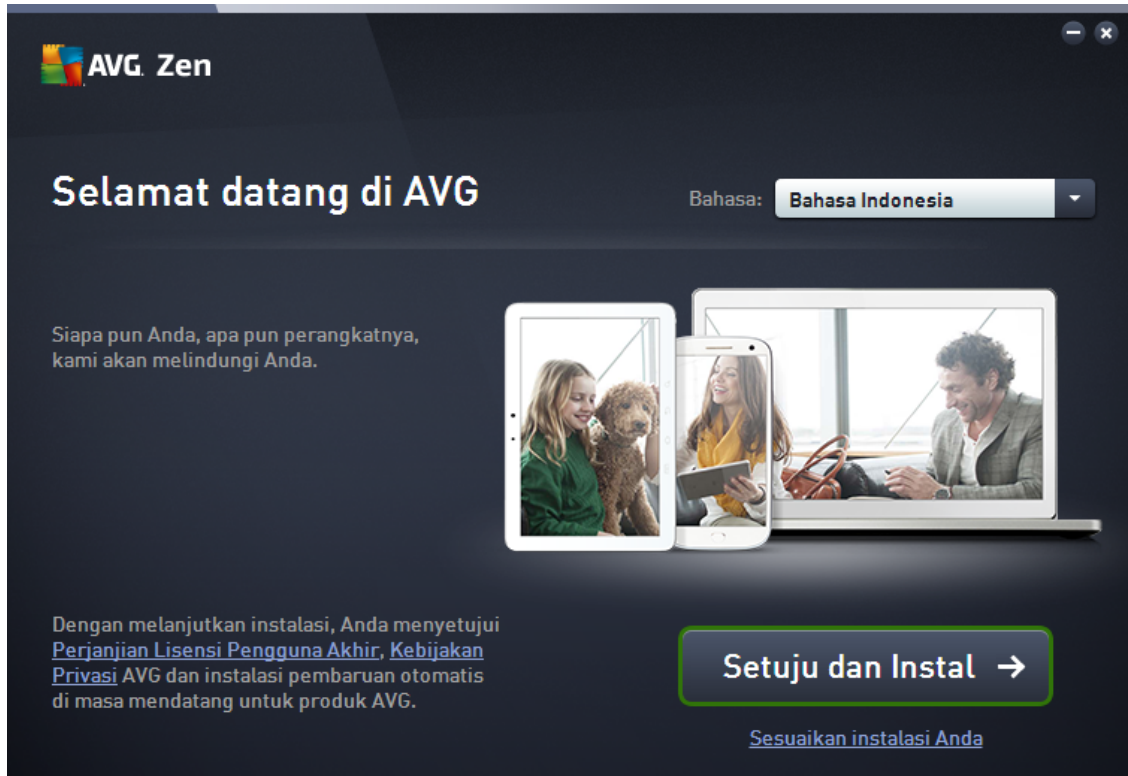 AVG. Zen
Selamat datang di AVG
Bahasa: Bahasa Indonesia
Siapa pun Anda, apa pun perangkatnya,
kami akan melindungi Anda.
Dengan melanjutkan instalasi, Anda menyetujui
Perjanjian Lisensi Pengguna Akhir, Kebijakan
Privasi AVG dan instalasi pembaruan otomatis
di masa mendatang untuk produk AVG.
Setuju dan Instal →
Sesuaikan instalasi Anda